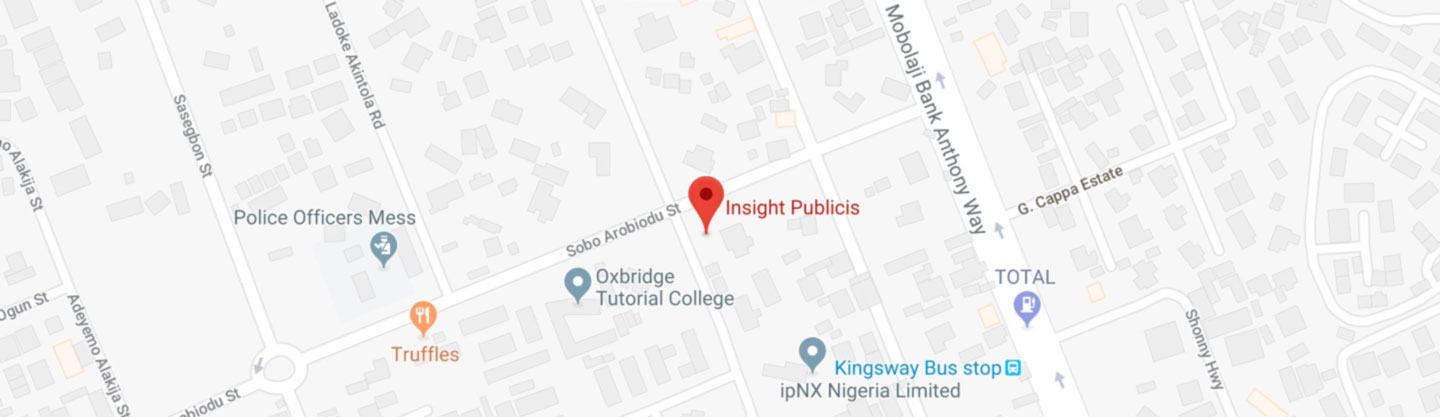 Ladoke Akintola Rd
Mobolaji Bank Anthony Way
Sasegbon St
Alakija St
G. Cappa Estate
Insight Publicis
Police Officers Mess
Sobo Arobiodu St
Oxbridge
Tutorial College
TOTAL
Ogun St
Adeyemo Alakija St
Truffles
Shonny Hwy
Kingsway Bus stop
ipNX Nigeria Limited
obiodu St